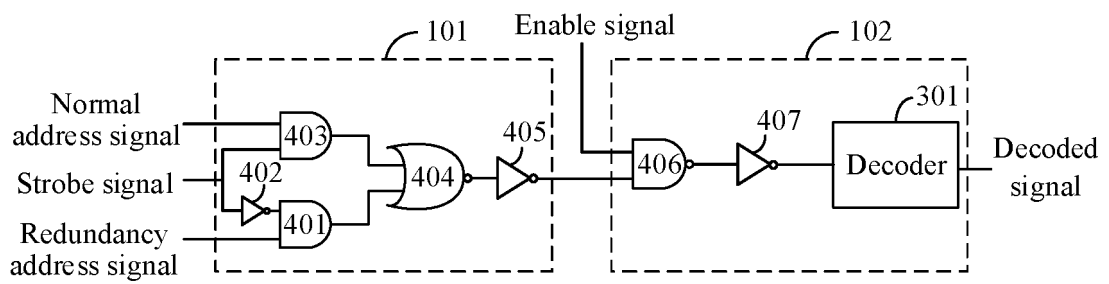 Enable signal
101
102
Normal
address signal
403
405
407
301
Strobe signal
402
404
406
Decoder
Decoded
signal
401
Redundancy
address signal